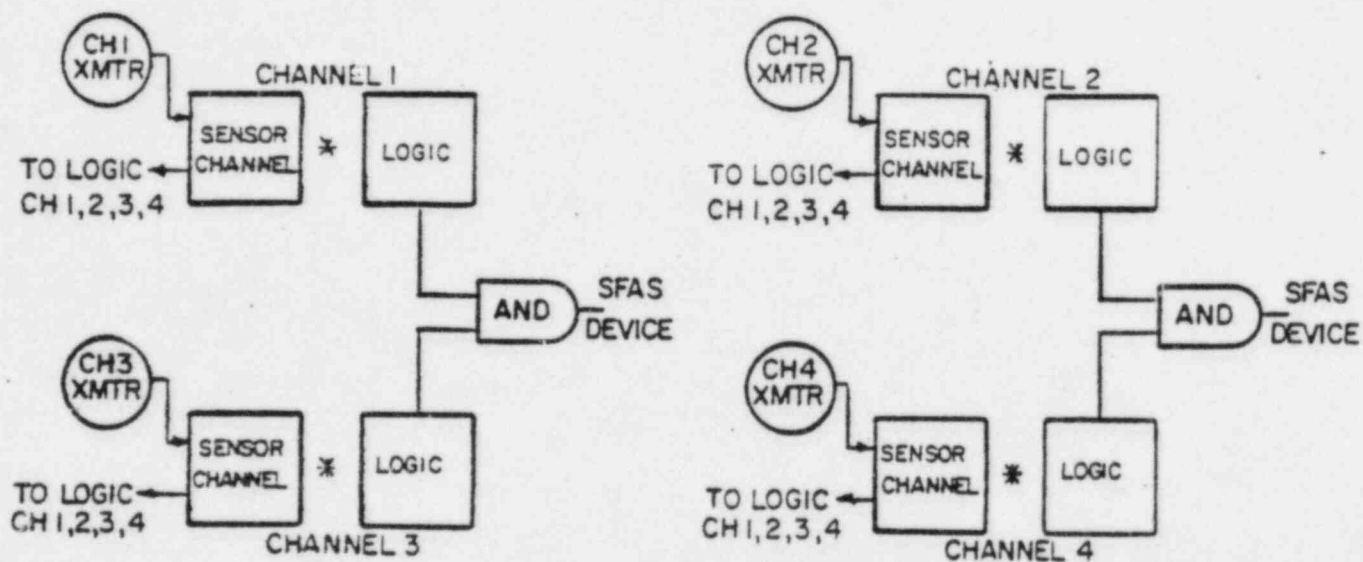 CH1
XMTR
CHANNEL 1
SENSOR
CHANNEL
*
LOGIC
TO LOGIC
CH 1,2,3,4
CH2
XMTR
CHANNEL 2
SENSOR
CHANNEL
*
LOGIC
TO LOGIC
CH 1,2,3,4
AND
SFAS
DEVICE
AND
SFAS
DEVICE
CH3
XMTR
SENSOR
CHANNEL
*
LOGIC
TO LOGIC
CH 1,2,3,4
CHANNEL 3
CH4
XMTR
SENSOR
CHANNEL
*
LOGIC
TO LOGIC
CH 1,2,3,4
CHANNEL 4